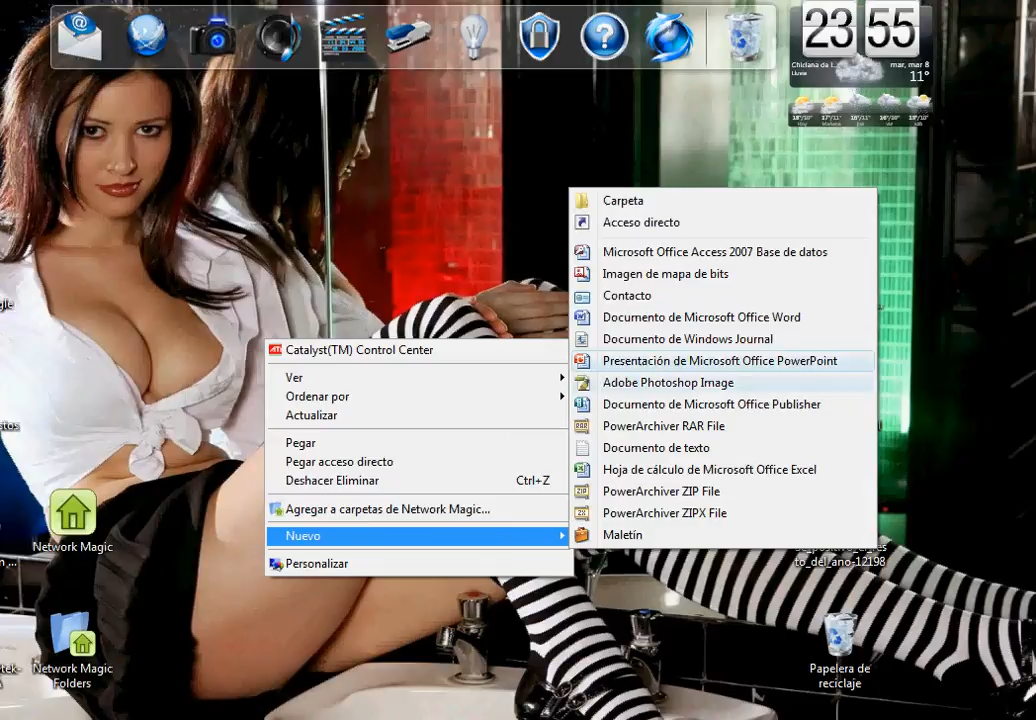 23 55
Chiclana da l...
Lluvw
mar, mar 8
11°
Carpeta
Acceso directo
Microsoft Office Access 2007 Base de datos
Imagen de mapa de bits
Contacto
Documento de Microsoft Office Word
Documento de Windows Journal
Presentación de Microsoft Office PowerPoint
Adobe Photoshop Image
Documento de Microsoft Office Publisher
PowerArchiver RAR File
Documento de texto
Hoja de cálculo de Microsoft Office Excel
PowerArchiver ZIP File
PowerArchiver ZIPX File
Maletín
Catalyst(TM) Control Center
Ver
Ordenar por
Actualizar
Pegar
Pegar acceso directo
Deshacer Eliminar Ctrl+Z
Agregar a carpetas de Network Magic...
Nuevo
Personalizar
gle
stos
Network Magic
to_del_ano-12198
Network Magic
Folders
Papelera de
reciclaje